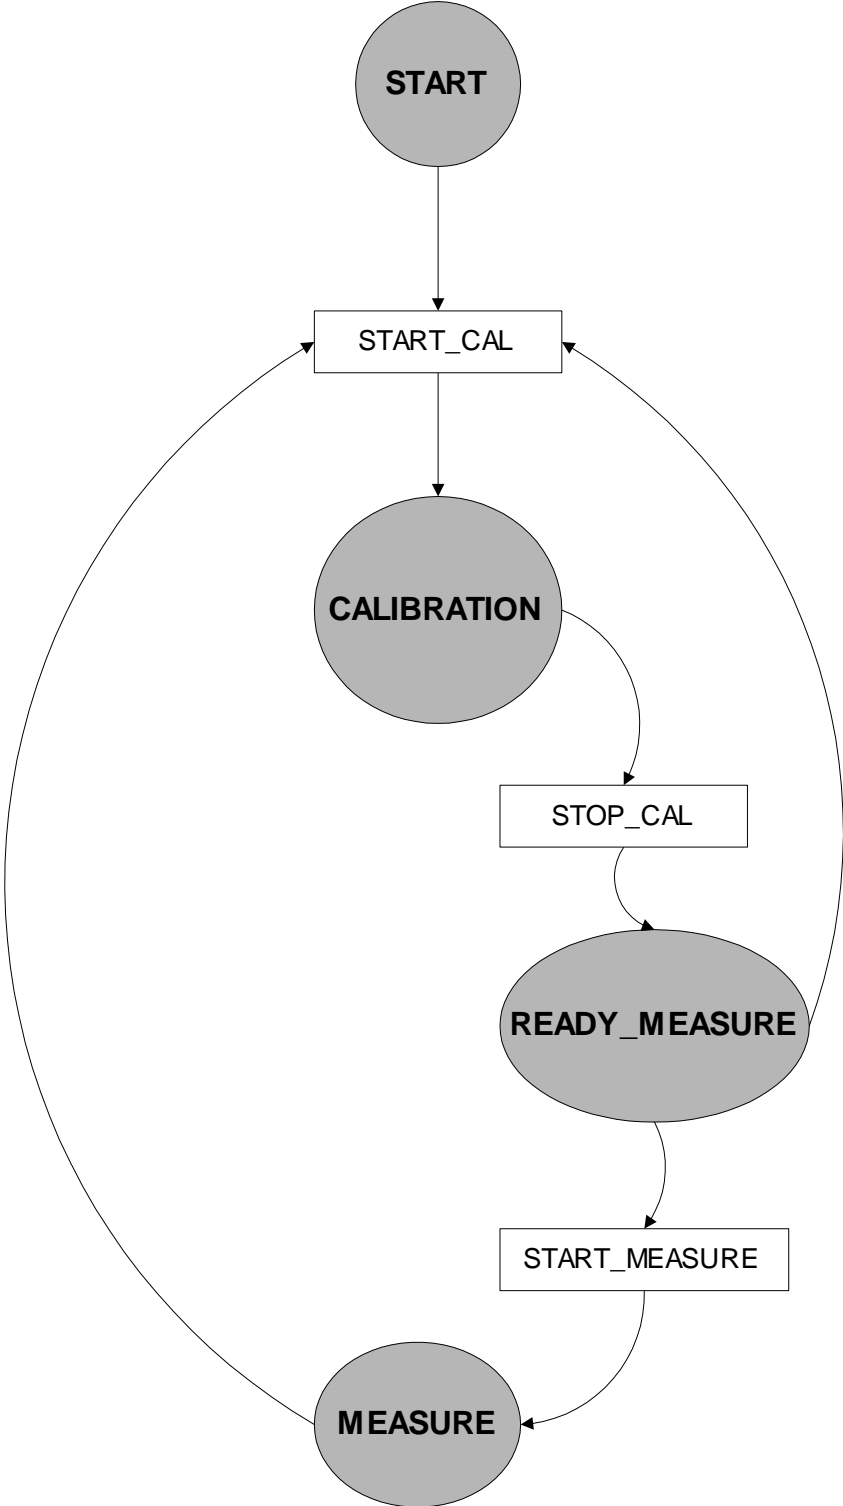 START
START_CAL
CALIBRATION
STOP_CAL
READY_MEASURE
START_MEASURE
MEASURE